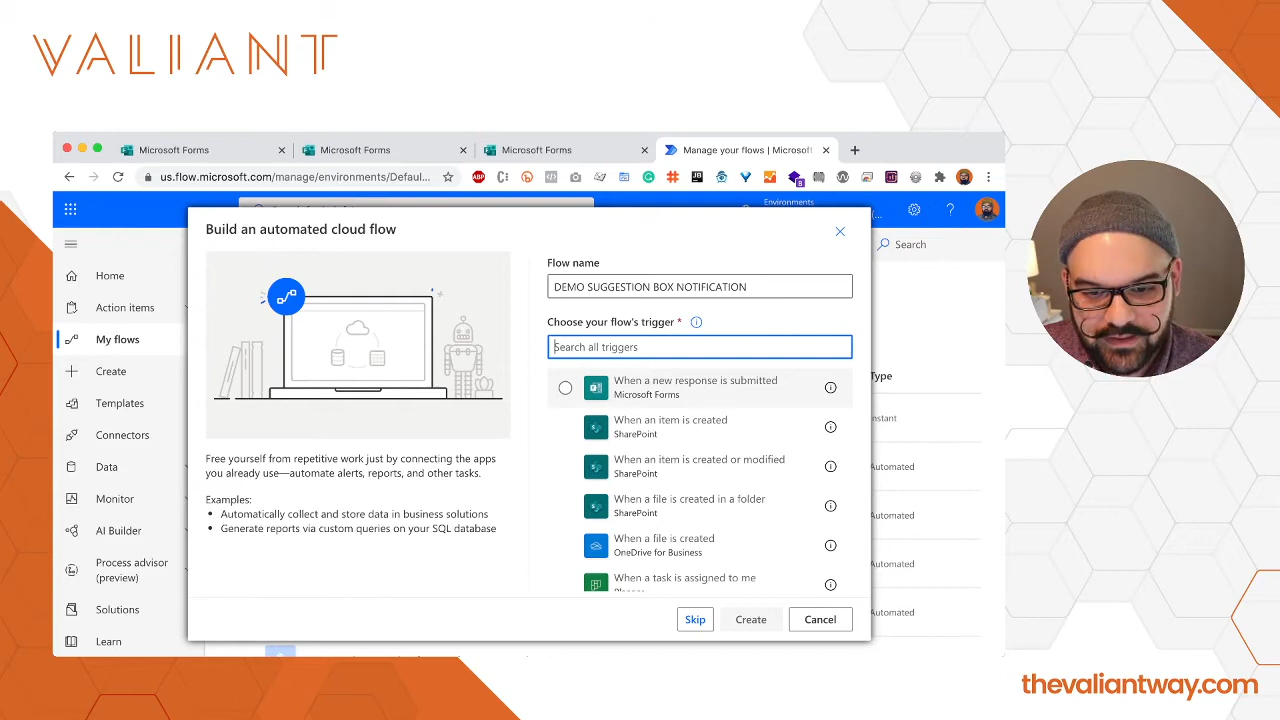 VALIANT
Microsoft Forms
Microsoft Forms
Microsoft Forms
Manage your flows | Microsoft
us.flow.microsoft.com/manage/environments/Defaul...
Environments
Search
Home
Action items
My flows
Create
Templates
Connectors
Data
Monitor
AI Builder
Process advisor
(preview)
Solutions
Learn
Build an automated cloud flow
Free yourself from repetitive work just by connecting the apps
you already use—automate alerts, reports, and other tasks.
Examples:
• Automatically collect and store data in business solutions
• Generate reports via custom queries on your SQL database
Flow name
DEMO SUGGESTION BOX NOTIFICATION
Choose your flow's trigger *
Search all triggers
When a new response is submitted
Microsoft Forms
When an item is created
SharePoint
When an item is created or modified
SharePoint
When a file is created in a folder
SharePoint
When a file is created
OneDrive for Business
When a task is assigned to me
Planner
Skip
Create
Cancel
Type
Instant
Automated
Automated
Automated
Automated
thevaliantway.com